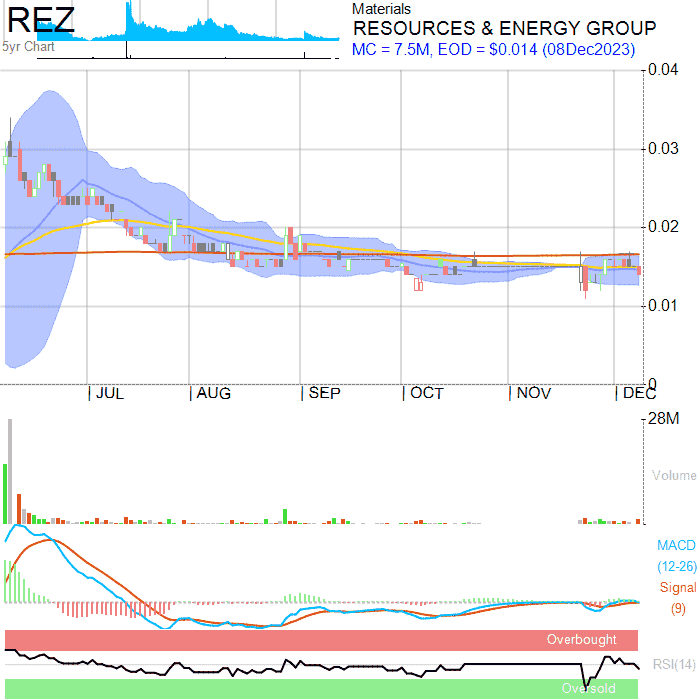 REZ
5yr Chart
Materials
RESOURCES & ENERGY GROUP
MC = 7.5M, EOD = $0.014 (08Dec2023)
0.04
0.03
0.02
0.01
0
JUL
AUG
SEP
OCT
NOV
DEC
28M
Volume
MACD
(12-26)
Signal
(9)
Overbought
RSI(14)
Oversold